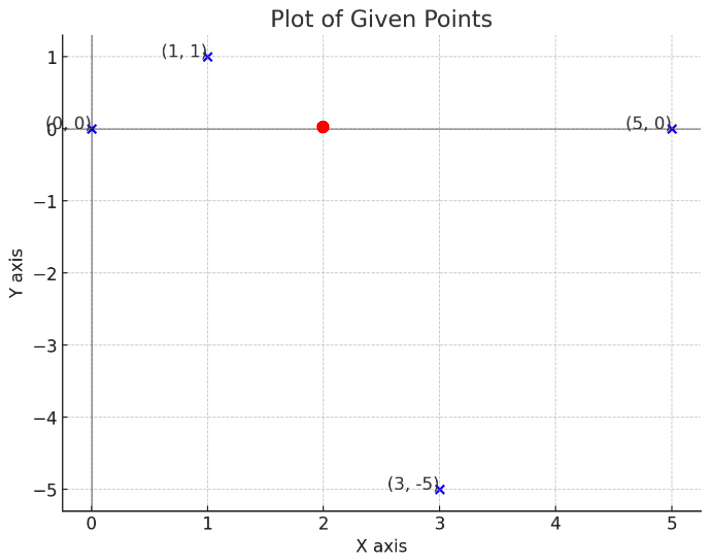 Plot of Given Points
1
(1, 1)
(0, 0)
0
(5, 0)
−1
−2
−3
−4
(3, -5)
−5
0 1 2 3 4 5
X axis
Y axis